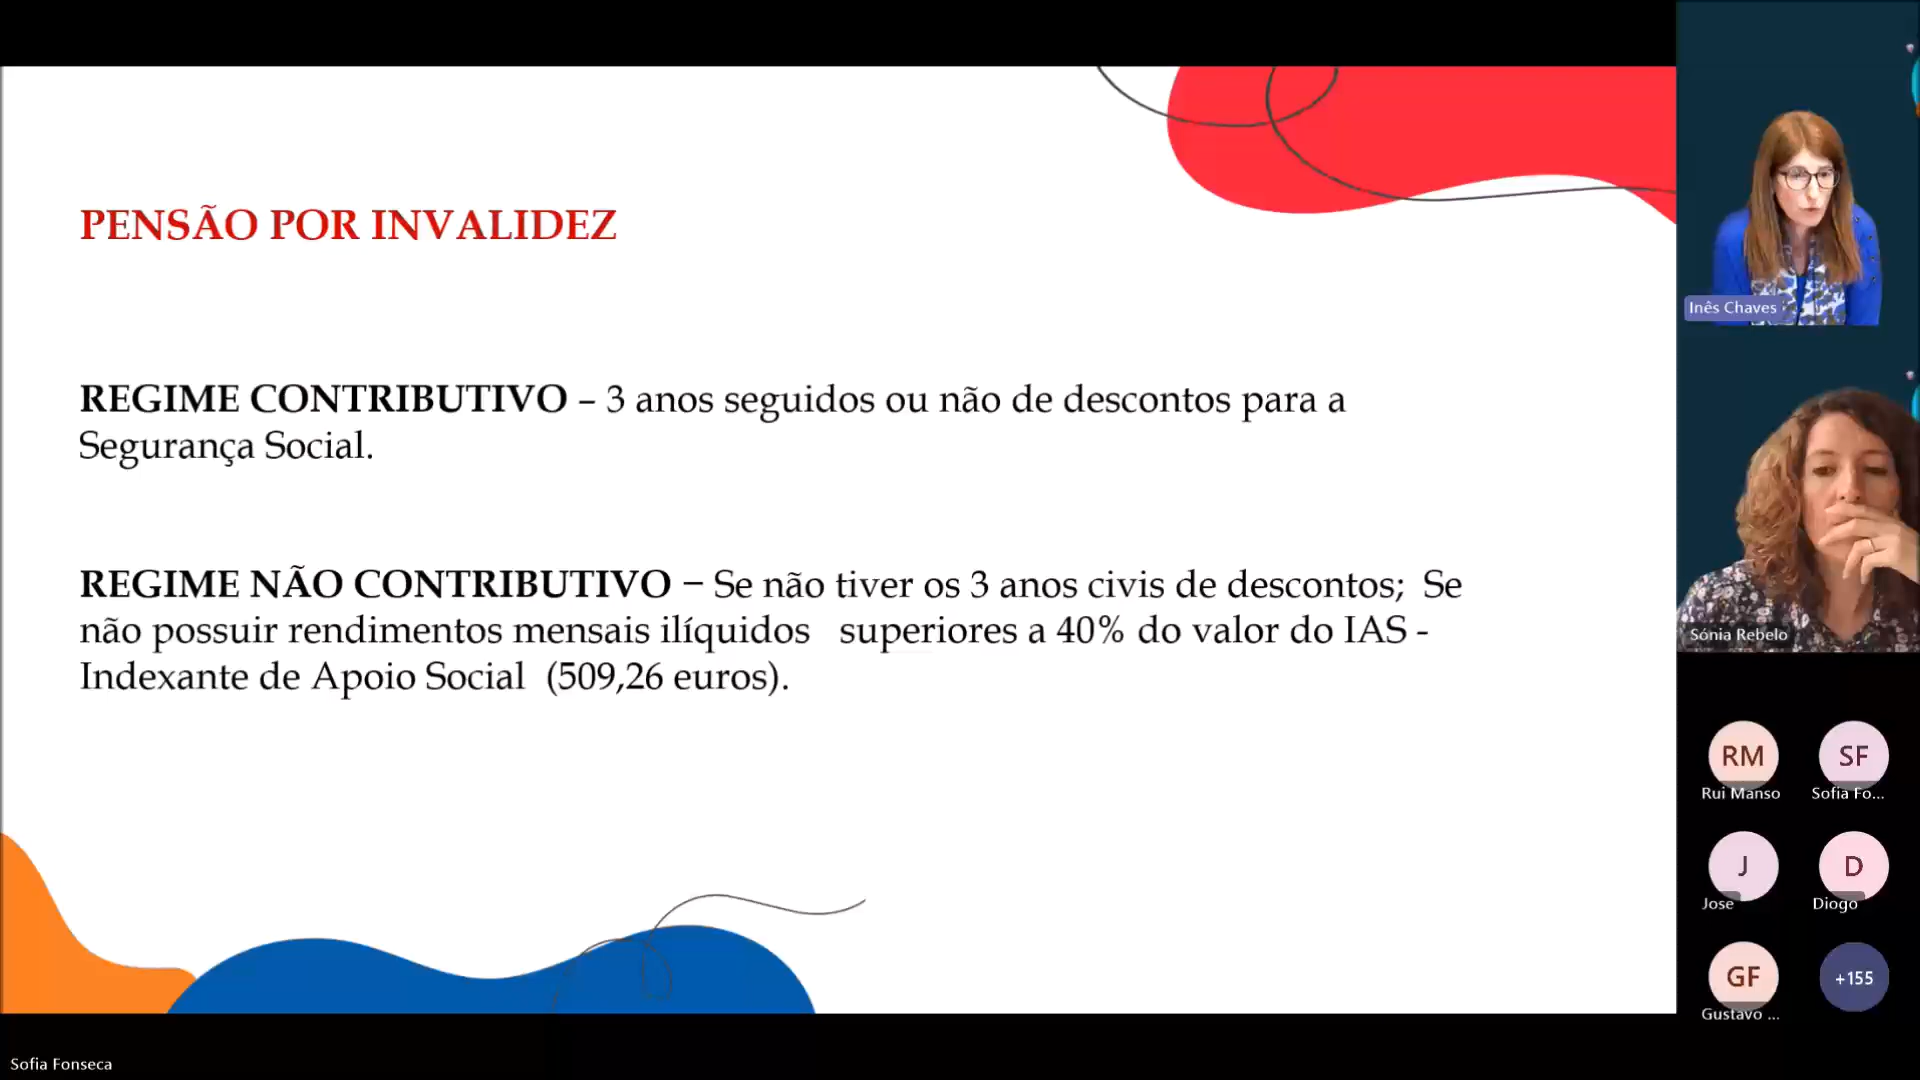 PENSÃO POR INVALIDEZ
REGIME CONTRIBUTIVO – 3 anos seguidos ou não de descontos para a
Segurança Social.
REGIME NÃO CONTRIBUTIVO – Se não tiver os 3 anos civis de descontos; Se
não possuir rendimentos mensais ilíquidos superiores a 40% do valor do IAS -
Indexante de Apoio Social (509,26 euros).
Inês Chaves
Sónia Rebelo
RM
Rui Manso
SF
Sofia Fo...
J
Jose
D
Diogo
GF
Gustavo ...
+155
Sofia Fonseca